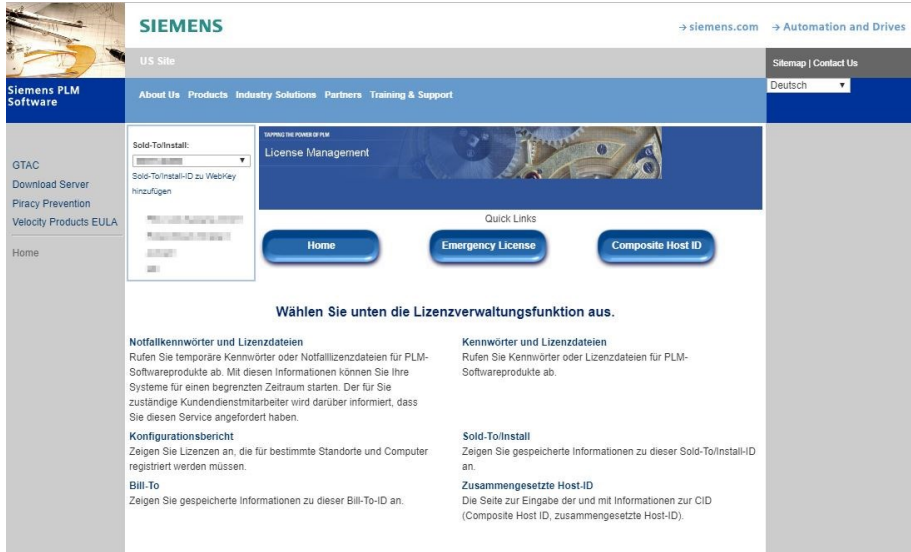 SIEMENS
→ siemens.com → Automation and Drives
US Site
Sitemap | Contact Us
Siemens PLM
Software
About Us Products Industry Solutions Partners Training & Support
Deutsch
GTAC
Download Server
Piracy Prevention
Velocity Products EULA
Home
Sold-To/Install:
Sold-To/Install-ID zu WebKey
hinzufügen
TAPPING THE POWER OF PLM
License Management
Quick Links
Home
Emergency License
Composite Host ID
Wählen Sie unten die Lizenzverwaltungsfunktion aus.
Notfallkennwörter und Lizenzdateien
Rufen Sie temporäre Kennwörter oder Notfalllizenzdateien für PLM-
Softwareprodukte ab. Mit diesen Informationen können Sie Ihre
Systeme für einen begrenzten Zeitraum starten. Der für Sie
zuständige Kundendienstmitarbeiter wird darüber informiert, dass
Sie diesen Service angefordert haben.
Kennwörter und Lizenzdateien
Rufen Sie Kennwörter oder Lizenzdateien für PLM-
Softwareprodukte ab.
Konfigurationsbericht
Zeigen Sie Lizenzen an, die für bestimmte Standorte und Computer
registriert werden müssen.
Sold-To/Install
Zeigen Sie gespeicherte Informationen zu dieser Sold-To/Install-ID
an.
Bill-To
Zeigen Sie gespeicherte Informationen zu dieser Bill-To-ID an.
Zusammengesetzte Host-ID
Die Seite zur Eingabe der und mit Informationen zur CID
(Composite Host ID, zusammengesetzte Host-ID).